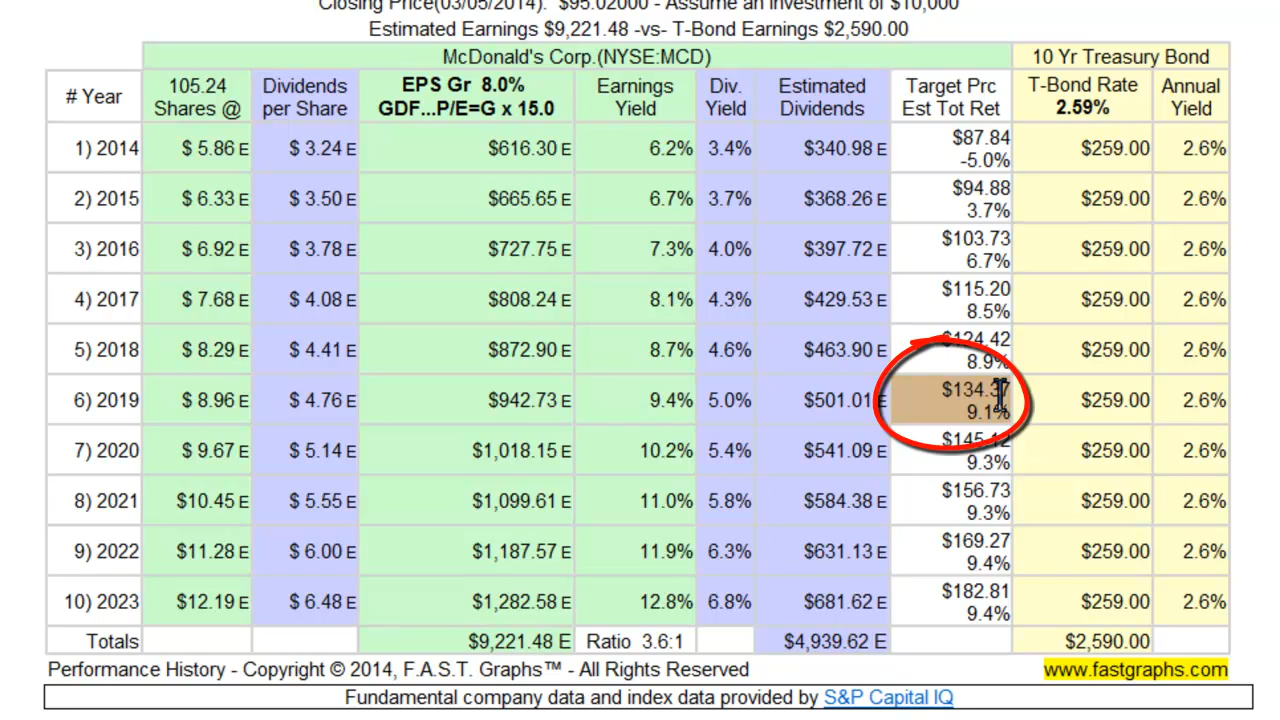 Closing Price(03/05/2014): $95.02000 - Assume an investment of $10,000
Estimated Earnings $9,221.48 -vs- T-Bond Earnings $2,590.00
McDonald's Corp.(NYSE:MCD) 10 Yr Treasury Bond
# Year 105.24 Shares @ Dividends per Share EPS Gr 8.0% GDF...P/E=G x 15.0 Earnings Yield Div. Yield Estimated Dividends Target Prc Est Tot Ret T-Bond Rate 2.59% Annual Yield
1) 2014 $ 5.86 E $ 3.24 E $616.30 E 6.2% 3.4% $340.98 E $87.84 -5.0% $259.00 2.6%
2) 2015 $ 6.33 E $ 3.50 E $665.65 E 6.7% 3.7% $368.26 E $94.88 3.7% $259.00 2.6%
3) 2016 $ 6.92 E $ 3.78 E $727.75 E 7.3% 4.0% $397.72 E $103.73 6.7% $259.00 2.6%
4) 2017 $ 7.68 E $ 4.08 E $808.24 E 8.1% 4.3% $429.53 E $115.20 8.5% $259.00 2.6%
5) 2018 $ 8.29 E $ 4.41 E $872.90 E 8.7% 4.6% $463.90 E $124.42 8.9% $259.00 2.6%
6) 2019 $ 8.96 E $ 4.76 E $942.73 E 9.4% 5.0% $501.01 E $134.37 9.1% $259.00 2.6%
7) 2020 $ 9.67 E $ 5.14 E $1,018.15 E 10.2% 5.4% $541.09 E $145.12 9.3% $259.00 2.6%
8) 2021 $10.45 E $ 5.55 E $1,099.61 E 11.0% 5.8% $584.38 E $156.73 9.3% $259.00 2.6%
9) 2022 $11.28 E $ 6.00 E $1,187.57 E 11.9% 6.3% $631.13 E $169.27 9.4% $259.00 2.6%
10) 2023 $12.19 E $ 6.48 E $1,282.58 E 12.8% 6.8% $681.62 E $182.81 9.4% $259.00 2.6%
Totals $9,221.48 E Ratio 3.6:1 $4,939.62 E $2,590.00
Performance History - Copyright © 2014, F.A.S.T. Graphs™ - All Rights Reserved www.fastgraphs.com
Fundamental company data and index data provided by S&P Capital IQ